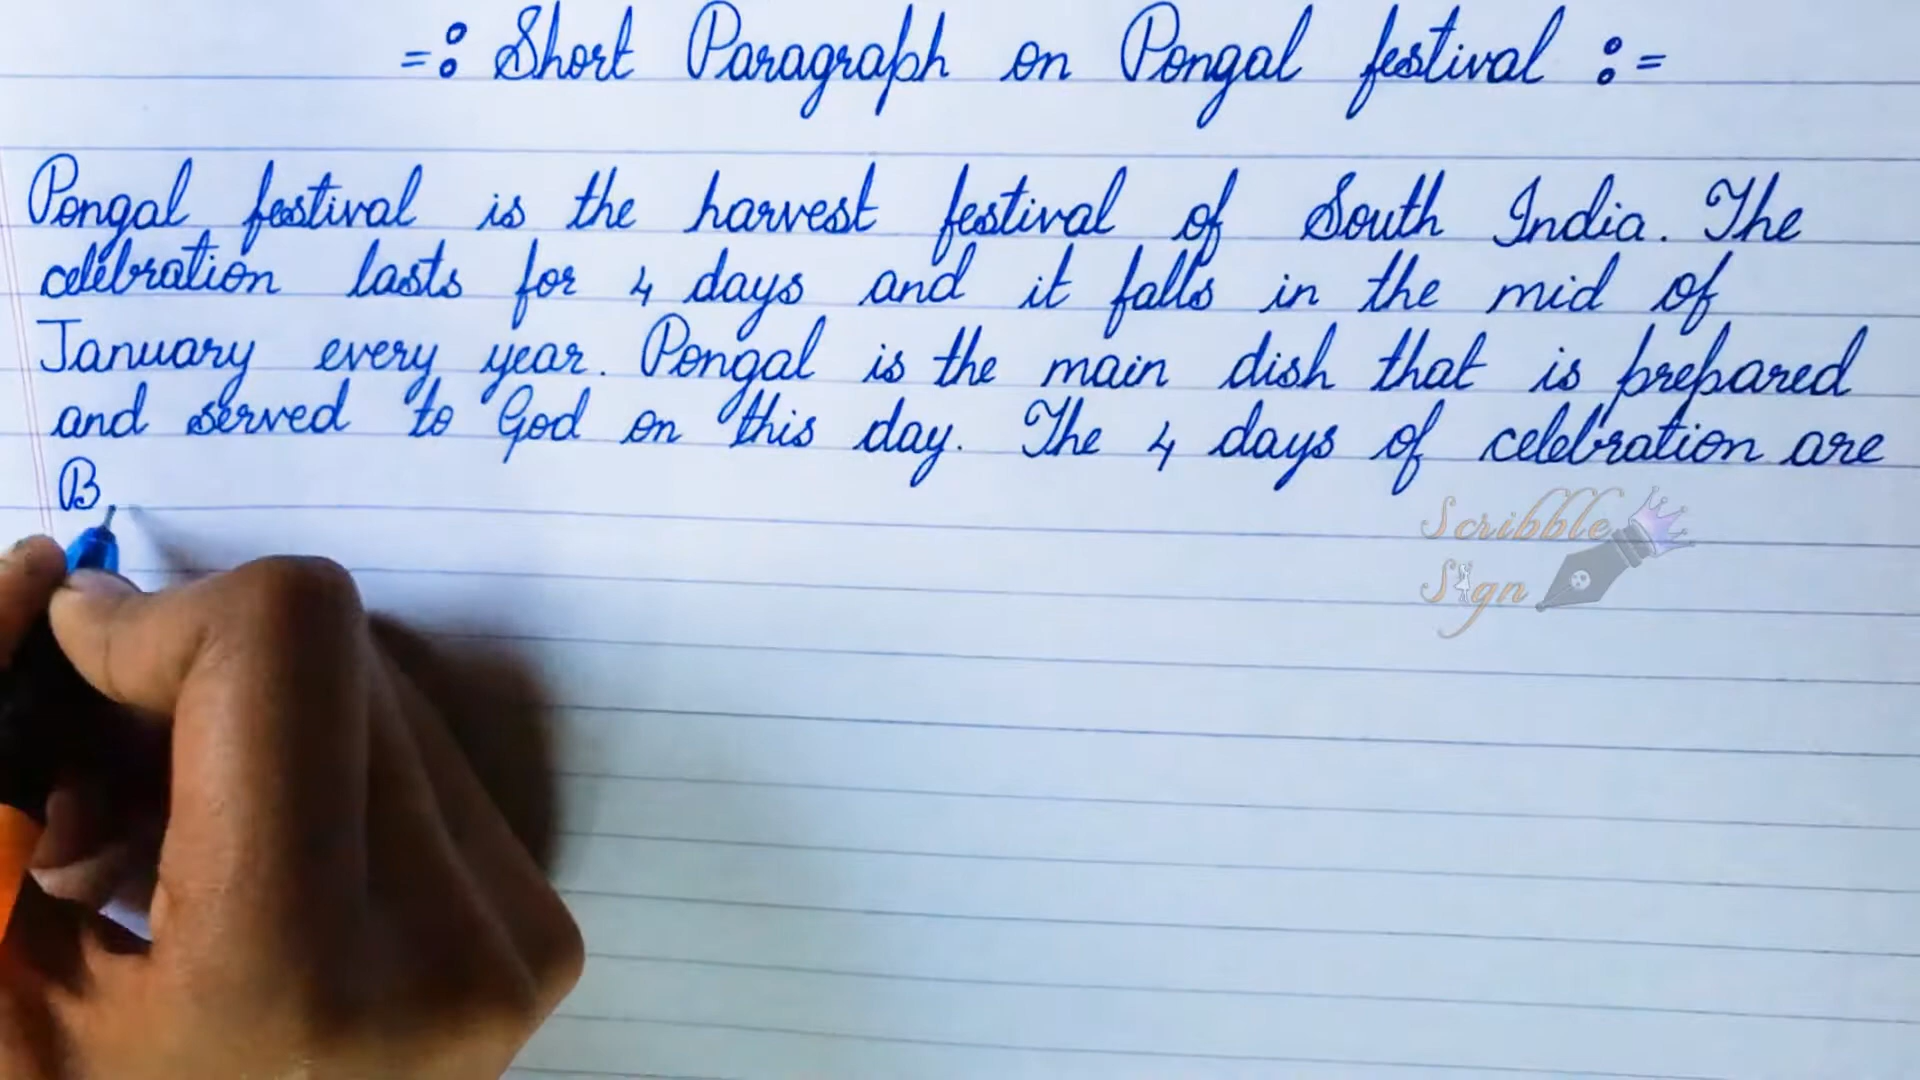 =: Short Paragraph on Pongal festival :=
Pongal festival is the harvest festival of South India. The
celebration lasts for 4 days and it falls in the mid of
January every year. Pongal is the main dish that is prepared
and served to God on this day. The 4 days of celebration are
B
Scribble
Sign